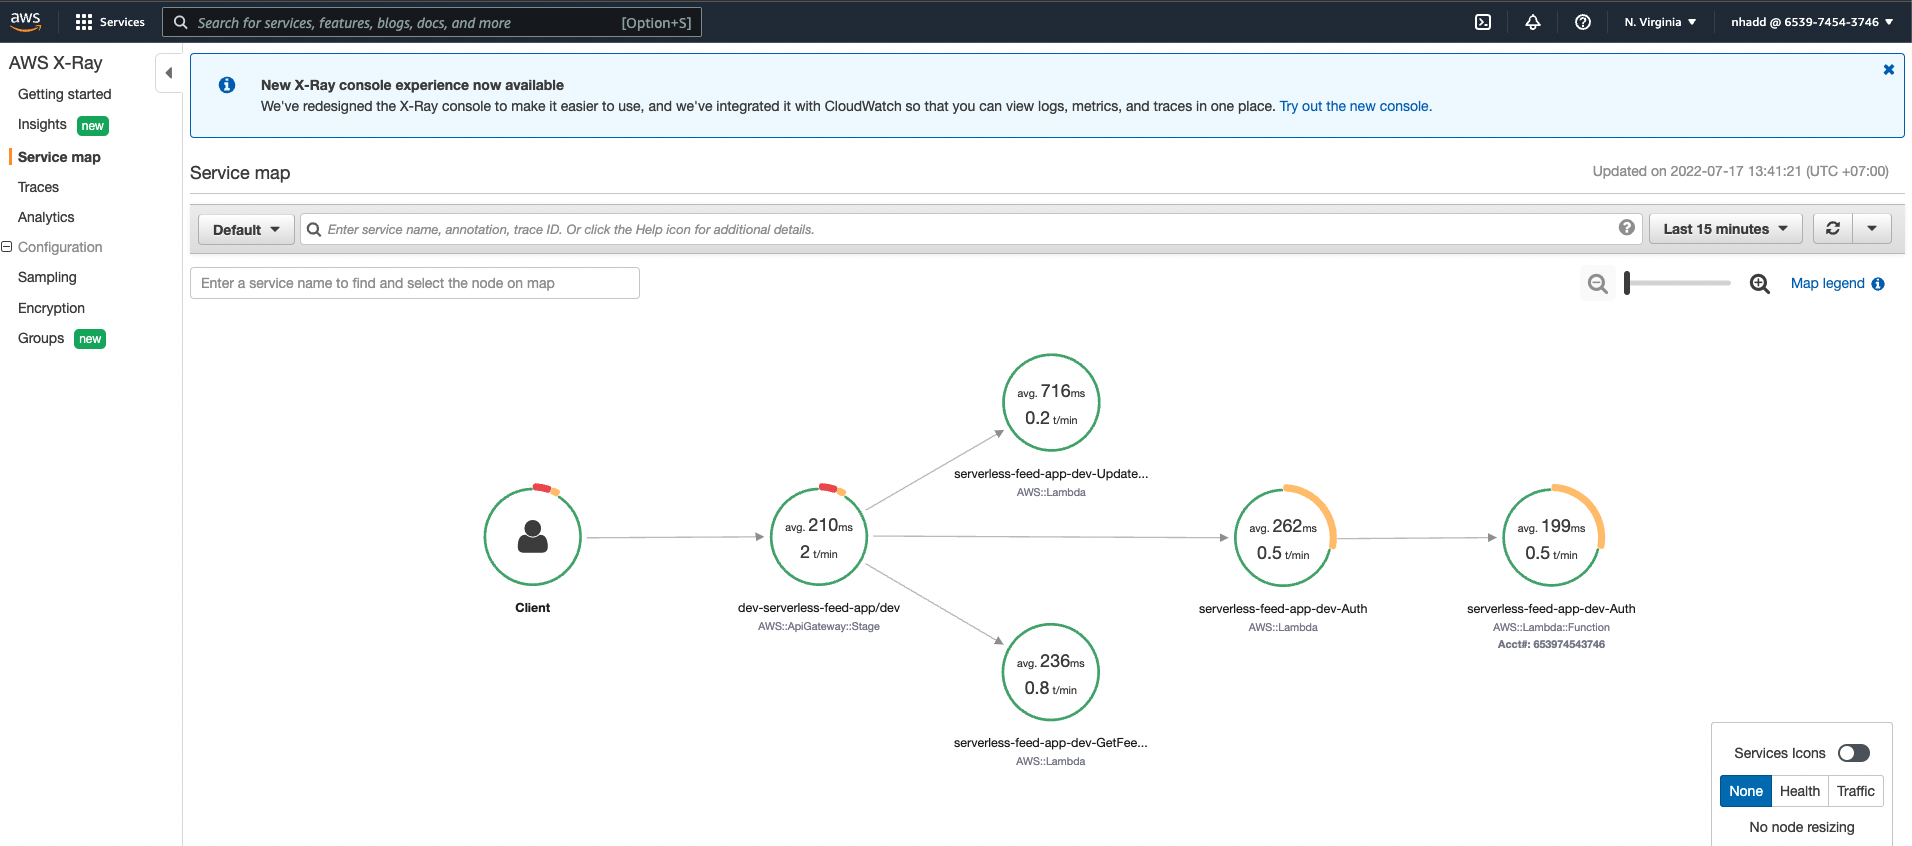 aws
Services
Search for services, features, blogs, docs, and more
[Option+S]
N. Virginia
nhadd @ 6539-7454-3746
AWS X-Ray
Getting started
Insights new
Service map
Traces
Analytics
Configuration
Sampling
Encryption
Groups new
New X-Ray console experience now available
We've redesigned the X-Ray console to make it easier to use, and we've integrated it with CloudWatch so that you can view logs, metrics, and traces in one place. Try out the new console.
Service map
Updated on 2022-07-17 13:41:21 (UTC +07:00)
Default
Enter service name, annotation, trace ID. Or click the Help icon for additional details.
Last 15 minutes
Enter a service name to find and select the node on map
Map legend
avg. 716ms
0.2 t/min
serverless-feed-app-dev-Update...
AWS::Lambda
Client
avg. 210ms
2 t/min
dev-serverless-feed-app/dev
AWS::ApiGateway::Stage
avg. 262ms
0.5 t/min
serverless-feed-app-dev-Auth
AWS::Lambda
avg. 199ms
0.5 t/min
serverless-feed-app-dev-Auth
AWS::Lambda::Function
Acct#: 653974543746
avg. 236ms
0.8 t/min
serverless-feed-app-dev-GetFee...
AWS::Lambda
Services Icons
None
Health
Traffic
No node resizing